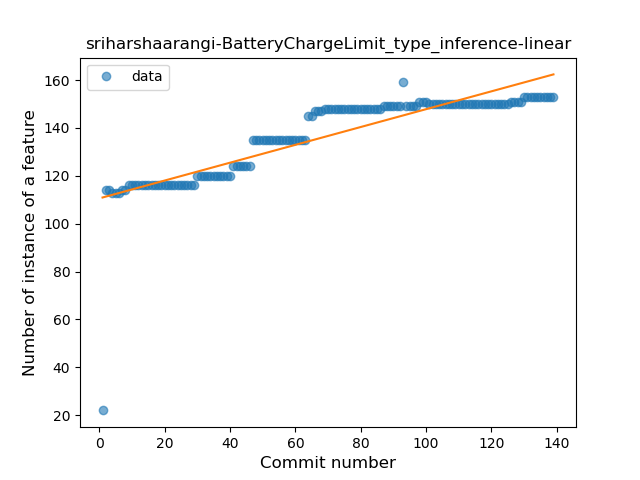 sriharshaarangi-BatteryChargeLimit_type_inference-linear
data
Number of instance of a feature
160
140
120
100
80
60
40
20
0 20 40 60 80 100 120 140
Commit number